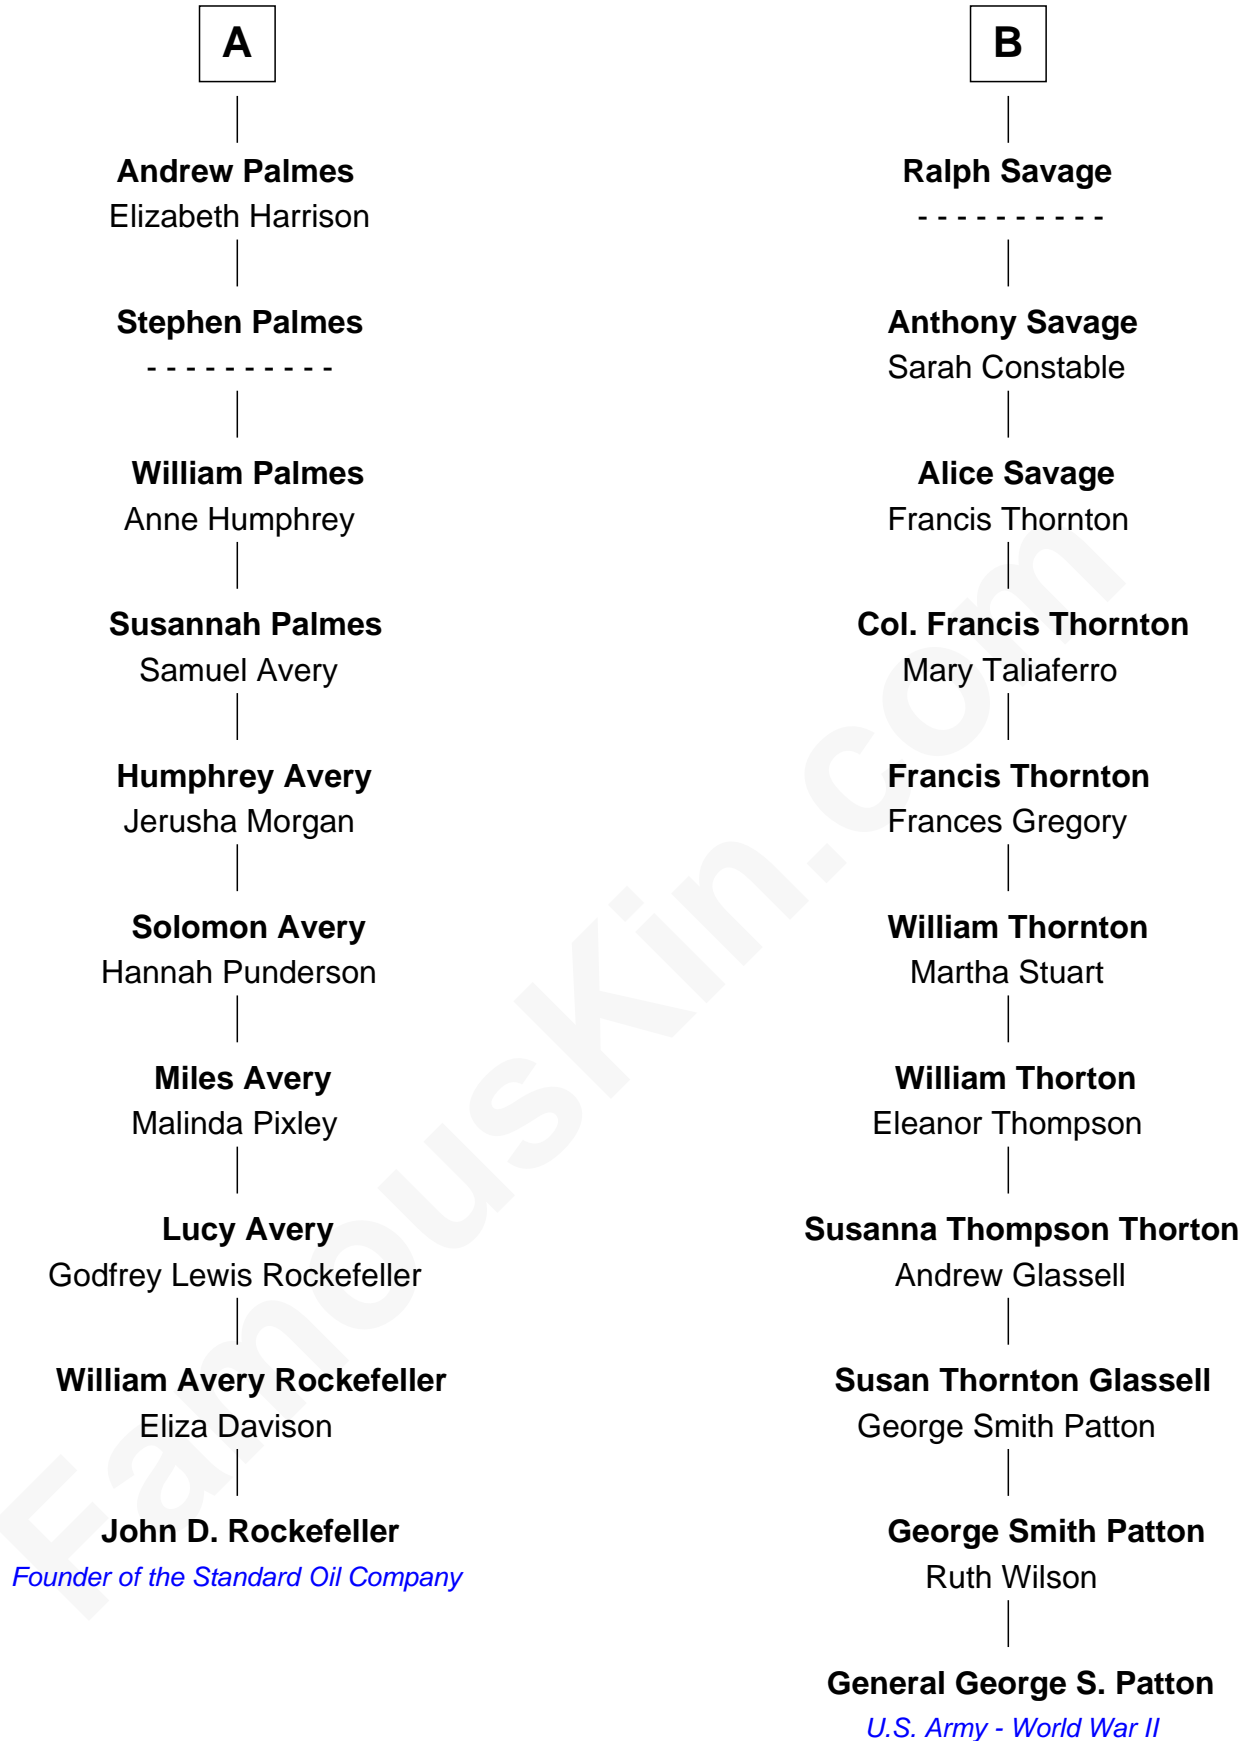 A
Andrew Palmes
Elizabeth Harrison
Stephen Palmes
- - - - - - - - - -
William Palmes
Anne Humphrey
Susannah Palmes
Samuel Avery
Humphrey Avery
Jerusha Morgan
Solomon Avery
Hannah Punderson
Miles Avery
Malinda Pixley
Lucy Avery
Godfrey Lewis Rockefeller
William Avery Rockefeller
Eliza Davison
John D. Rockefeller
Founder of the Standard Oil Company
B
Ralph Savage
- - - - - - - - - -
Anthony Savage
Sarah Constable
Alice Savage
Francis Thornton
Col. Francis Thornton
Mary Taliaferro
Francis Thornton
Frances Gregory
William Thornton
Martha Stuart
William Thorton
Eleanor Thompson
Susanna Thompson Thorton
Andrew Glassell
Susan Thornton Glassell
George Smith Patton
George Smith Patton
Ruth Wilson
General George S. Patton
U.S. Army - World War II
FamousKin.com